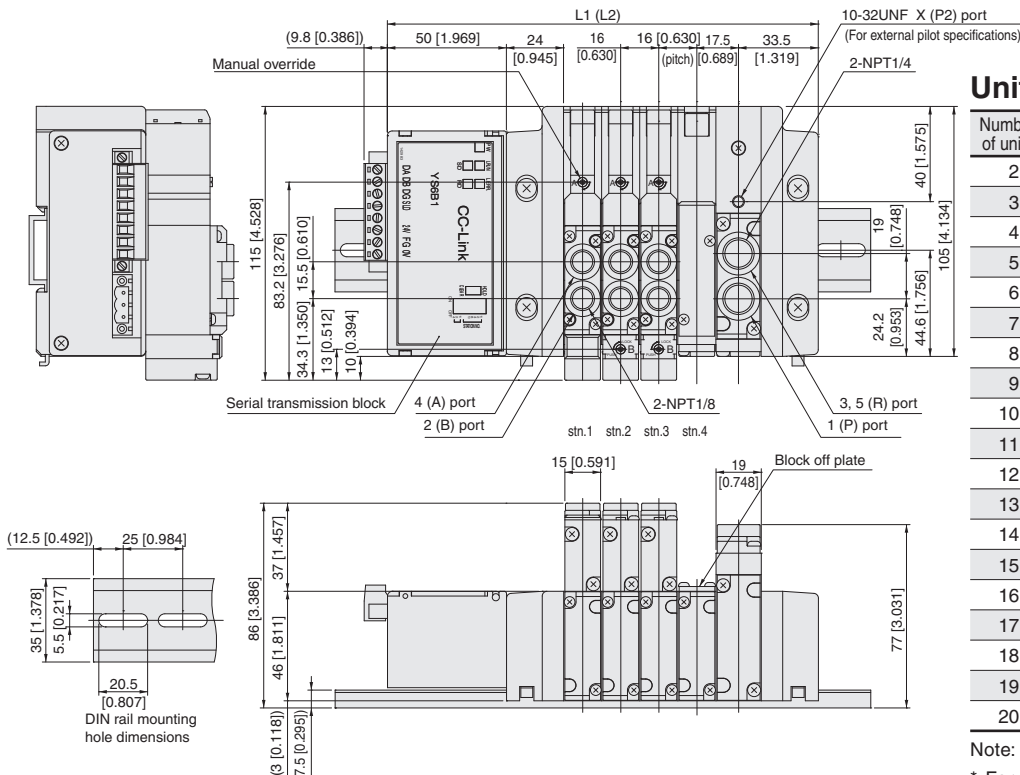 L1 (L2)
(9.8 [0.386])
50 [1.969]
24
[0.945]
16
[0.630]
16 [0.630]
(pitch)
17.5
[0.689]
33.5
[1.319]
10-32UNF X (P2) port
(For external pilot specifications)
2-NPT1/4
Manual override
115 [4.528]
83.2 [3.276]
15.5 [0.610]
34.3 [1.350]
13 [0.512]
10 [0.394]
YS6B1
CC-Link
40 [1.575]
19
[0.748]
105 [4.134]
24.2
[0.953]
44.6 [1.756]
A
A
A
B
B
Serial transmission block
4 (A) port
2 (B) port
2-NPT1/8
3, 5 (R) port
1 (P) port
stn.1 stn.2 stn.3 stn.4
15 [0.591]
19
[0.748]
Block off plate
(12.5 [0.492])
25 [0.984]
35 [1.378]
5.5 [0.217]
20.5
[0.807]
DIN rail mounting
hole dimensions
86 [3.386]
37 [1.457]
46 [1.811]
(3 [0.118])
7.5 [0.295]
77 [3.031]
Uni
Numb
of uni
2
3
4
5
6
7
8
9
10
11
12
13
14
15
16
17
18
19
20
Note: